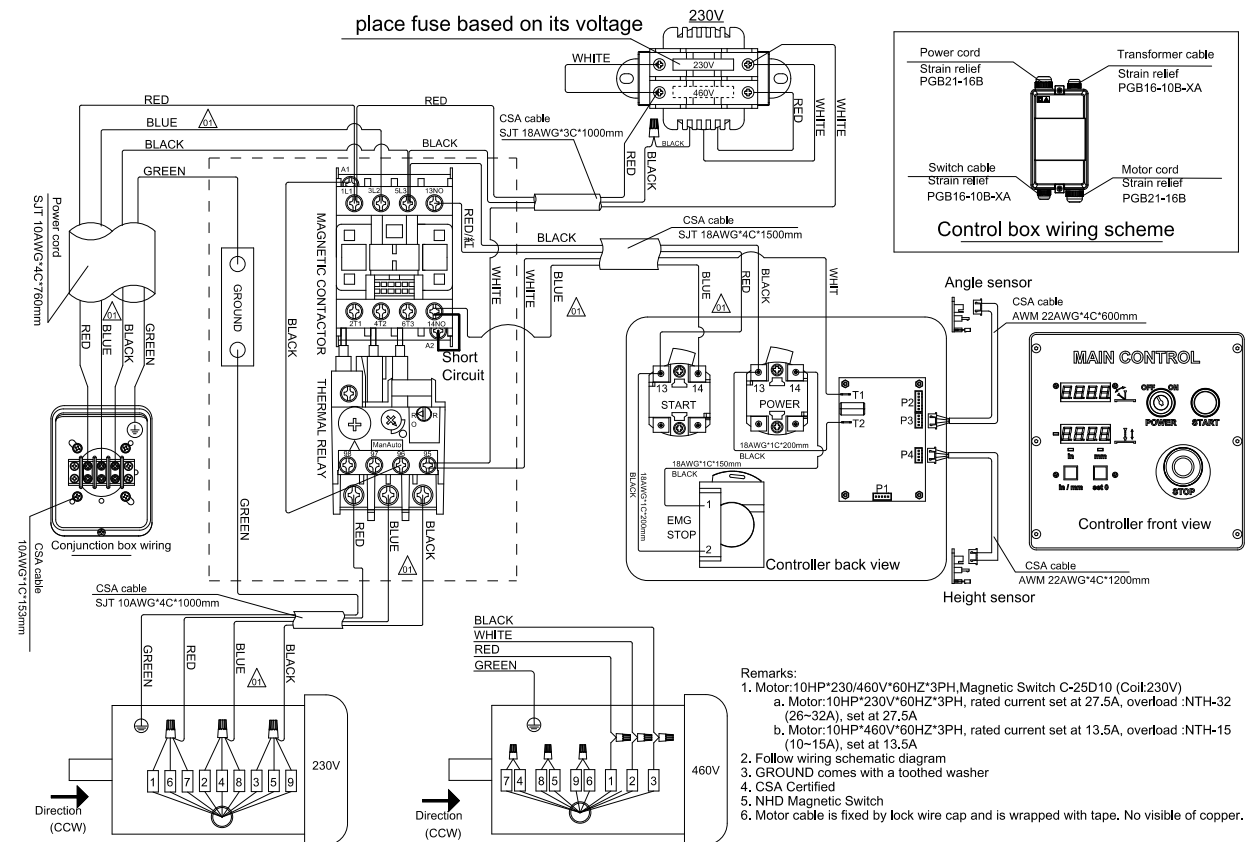 place fuse based on its voltage
230V
WHITE
230V
460V
RED
WHITE
WHITE
RED
RED
BLUE
01
BLACK
BLACK
GREEN
CSA cable
SJT 18AWG*3C*1000mm
RED
BLACK
BLACK
Power cord
Strain relief
PGB21-16B
Transformer cable
Strain relief
PGB16-10B-XA
Switch cable
Strain relief
PGB16-10B-XA
Motor cord
Strain relief
PGB21-16B
Control box wiring scheme
Power cord
SJT 10AWG*4C*760mm
RED
BLUE
01
BLACK
GREEN
GROUND
BLACK
GREEN
A1
1L1
3L2
5L3
13NO
MAGNETIC CONTACTOR
2T1
4T2
6T3
14NO
A2
Short
Circuit
RED/紅
BLACK
WHITE
WHITE
BLUE
01
CSA cable
SJT 18AWG*4C*1500mm
BLUE
01
RED
BLACK
WHIT
THERMAL RELAY
R
R
O
ManAuto
98
97
96
95
RED
BLUE
01
BLACK
13
14
START
13
14
POWER
T1
T2
P2
P3
P4
P1
18AWG*1C*200mm
BLACK
18AWG*1C*150mm
BLACK
BLACK
18AWG*1C*200mm
1
EMG
STOP
2
Controller back view
Angle sensor
CSA cable
AWM 22AWG*4C*600mm
CSA cable
AWM 22AWG*4C*1200mm
Height sensor
MAIN CONTROL
OFF
ON
POWER
START
in
mm
in / mm
set 0
STOP
Controller front view
Conjunction box wiring
CSA cable
10AWG*1C*153mm
CSA cable
SJT 10AWG*4C*1000mm
GREEN
RED
BLUE
01
BLACK
1
6
7
2
4
8
3
5
9
230V
Direction
(CCW)
BLACK
WHITE
RED
GREEN
7
4
8
5
9
6
1
2
3
460V
Direction
(CCW)
Remarks:
1. Motor:10HP*230/460V*60HZ*3PH,Magnetic Switch C-25D10 (Coil:230V)
a. Motor:10HP*230V*60HZ*3PH, rated current set at 27.5A, overload :NTH-32
(26~32A), set at 27.5A
b. Motor:10HP*460V*60HZ*3PH, rated current set at 13.5A, overload :NTH-15
(10~15A), set at 13.5A
2. Follow wiring schematic diagram
3. GROUND comes with a toothed washer
4. CSA Certified
5. NHD Magnetic Switch
6. Motor cable is fixed by lock wire cap and is wrapped with tape. No visible of copper.